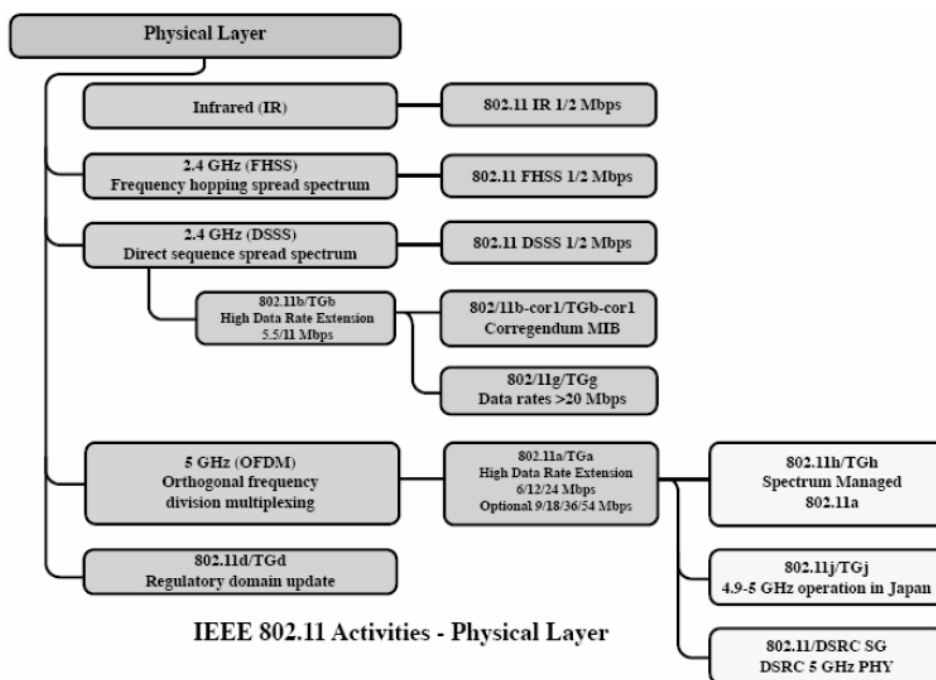 Physical Layer
Infrared (IR)
802.11 IR 1/2 Mbps
2.4 GHz (FHSS)
Frequency hopping spread spectrum
802.11 FHSS 1/2 Mbps
2.4 GHz (DSSS)
Direct sequence spread spectrum
802.11 DSSS 1/2 Mbps
802.11b/TGb
High Data Rate Extension
5.5/11 Mbps
802/11b-cor1/TGb-cor1
Corregendum MIB
802/11g/TGg
Data rates >20 Mbps
5 GHz (OFDM)
Orthogonal frequency
division multiplexing
802.11a/TGa
High Data Rate Extension
6/12/24 Mbps
Optional 9/18/36/54 Mbps
802.11h/TGh
Spectrum Managed
802.11a
802.11j/TGj
4.9-5 GHz operation in Japan
802.11/DSRC SG
DSRC 5 GHz PHY
802.11d/TGd
Regulatory domain update
IEEE 802.11 Activities - Physical Layer